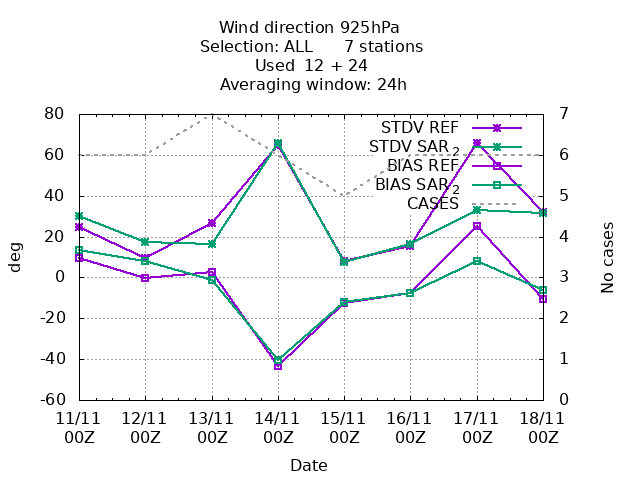 Wind direction 925hPa
Selection: ALL 7 stations
Used 12 + 24
Averaging window: 24h
80 7
STDV REF
STDV SAR2
60 6
BIAS REF
BIAS SAR2
40 5
CASES
20 4
deg No cases
0 3
-20 2
-40 1
-60 0
11/11 12/11 13/11 14/11 15/11 16/11 17/11 18/11
00Z 00Z 00Z 00Z 00Z 00Z 00Z 00Z
Date